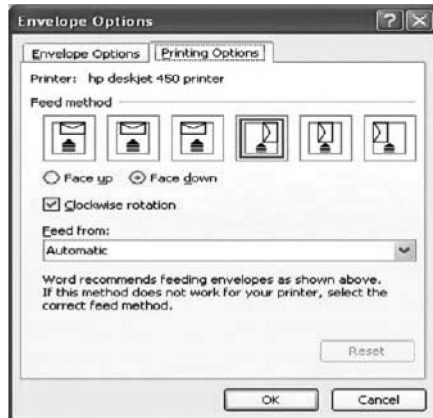 Envelope Options
Envelope Options Printing Options
Printer: hp deskjet 450 printer
Feed method
Face up Face down
Clockwise rotation
Feed from:
Automatic
Word recommends feeding envelopes as shown above.
If this method does not work for your printer, select the
correct feed method.
Reset
OK Cancel